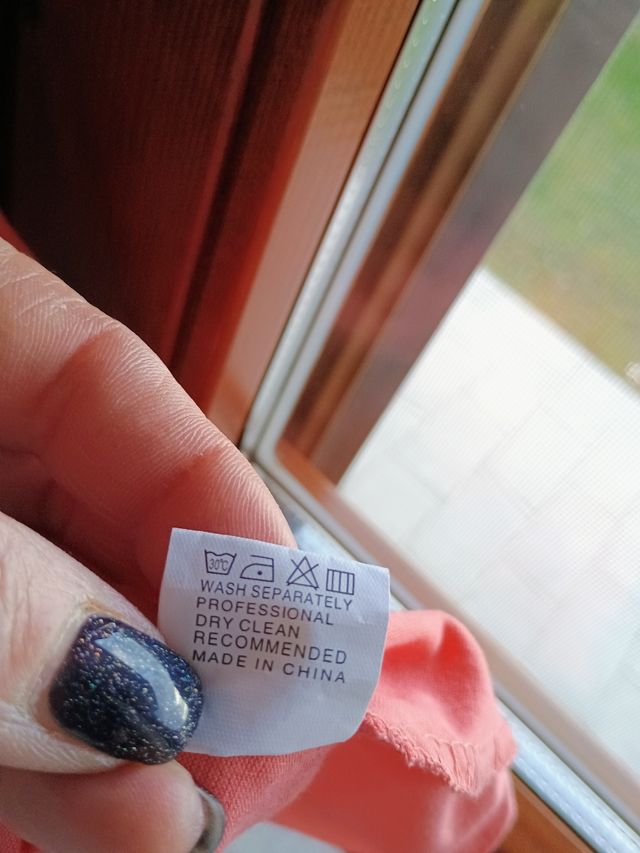 30°C
WASH SEPARATELY
PROFESSIONAL
DRY CLEAN
RECOMMENDED
MADE IN CHINA